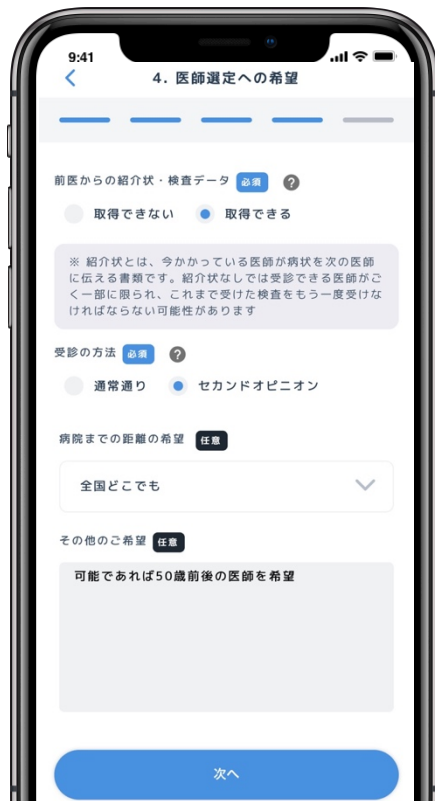 9:41
4. 医師選定への希望
前医からの紹介状・検査データ 必須 ?
取得できない 取得できる
※ 紹介状とは、今かかっている医師が病状を次の医師
に伝える書類です。紹介状なしでは受診できる医師がご
く一部に限られ、これまで受けた検査をもう一度受けな
ければならない可能性があります
受診の方法 必須 ?
通常通り セカンドオピニオン
病院までの距離の希望 任意
全国どこでも
その他のご希望 任意
可能であれば50歳前後の医師を希望
次へ